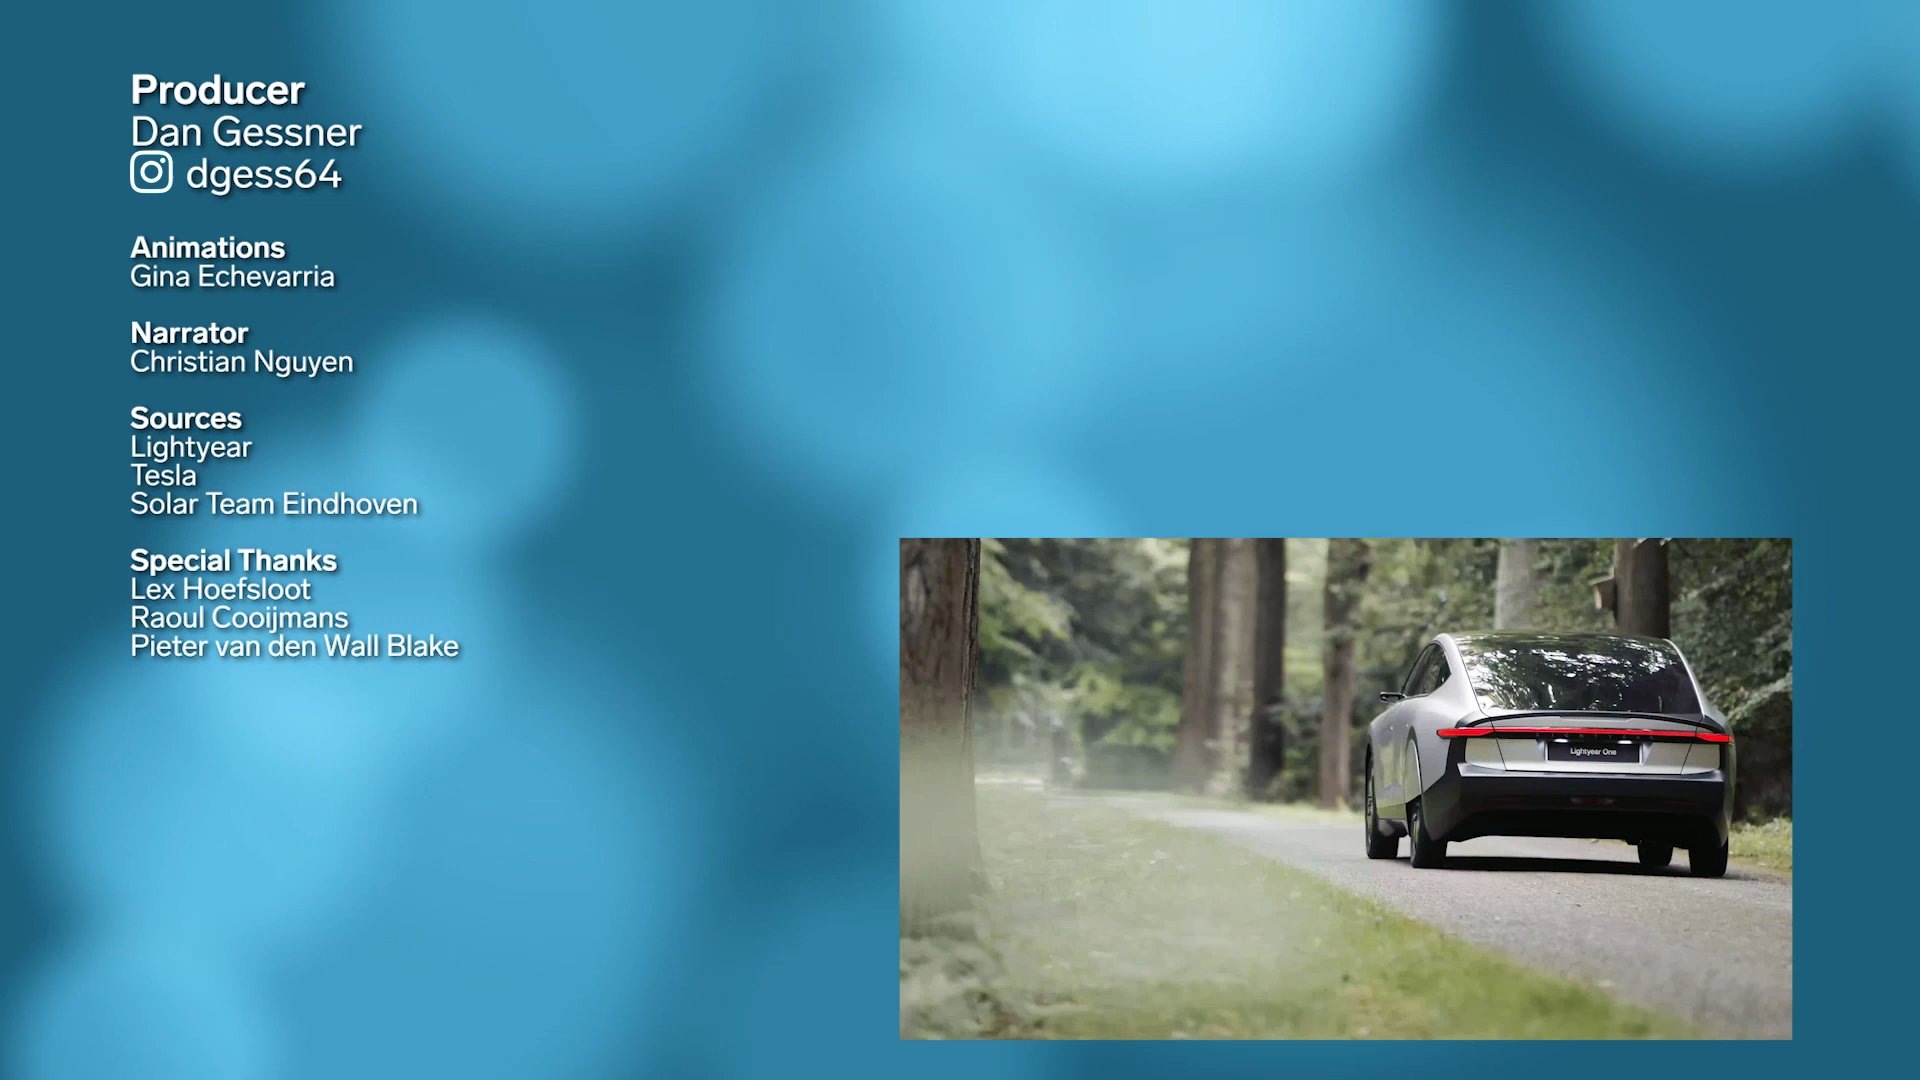 Producer
Dan Gessner
dgess64
Animations
Gina Echevarria
Narrator
Christian Nguyen
Sources
Lightyear
Tesla
Solar Team Eindhoven
Special Thanks
Lex Hoefsloot
Raoul Cooijmans
Pieter van den Wall Blake
Lightyear One